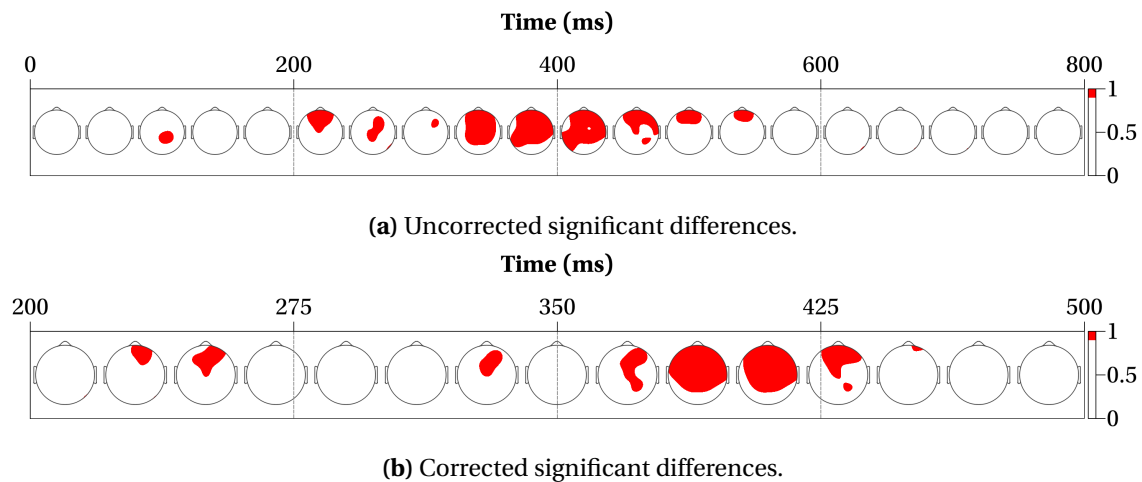 Time (ms)
0 200 400 600 800
1
0.5
0
(a) Uncorrected significant differences.
Time (ms)
200 275 350 425 500
1
0.5
0
(b) Corrected significant differences.